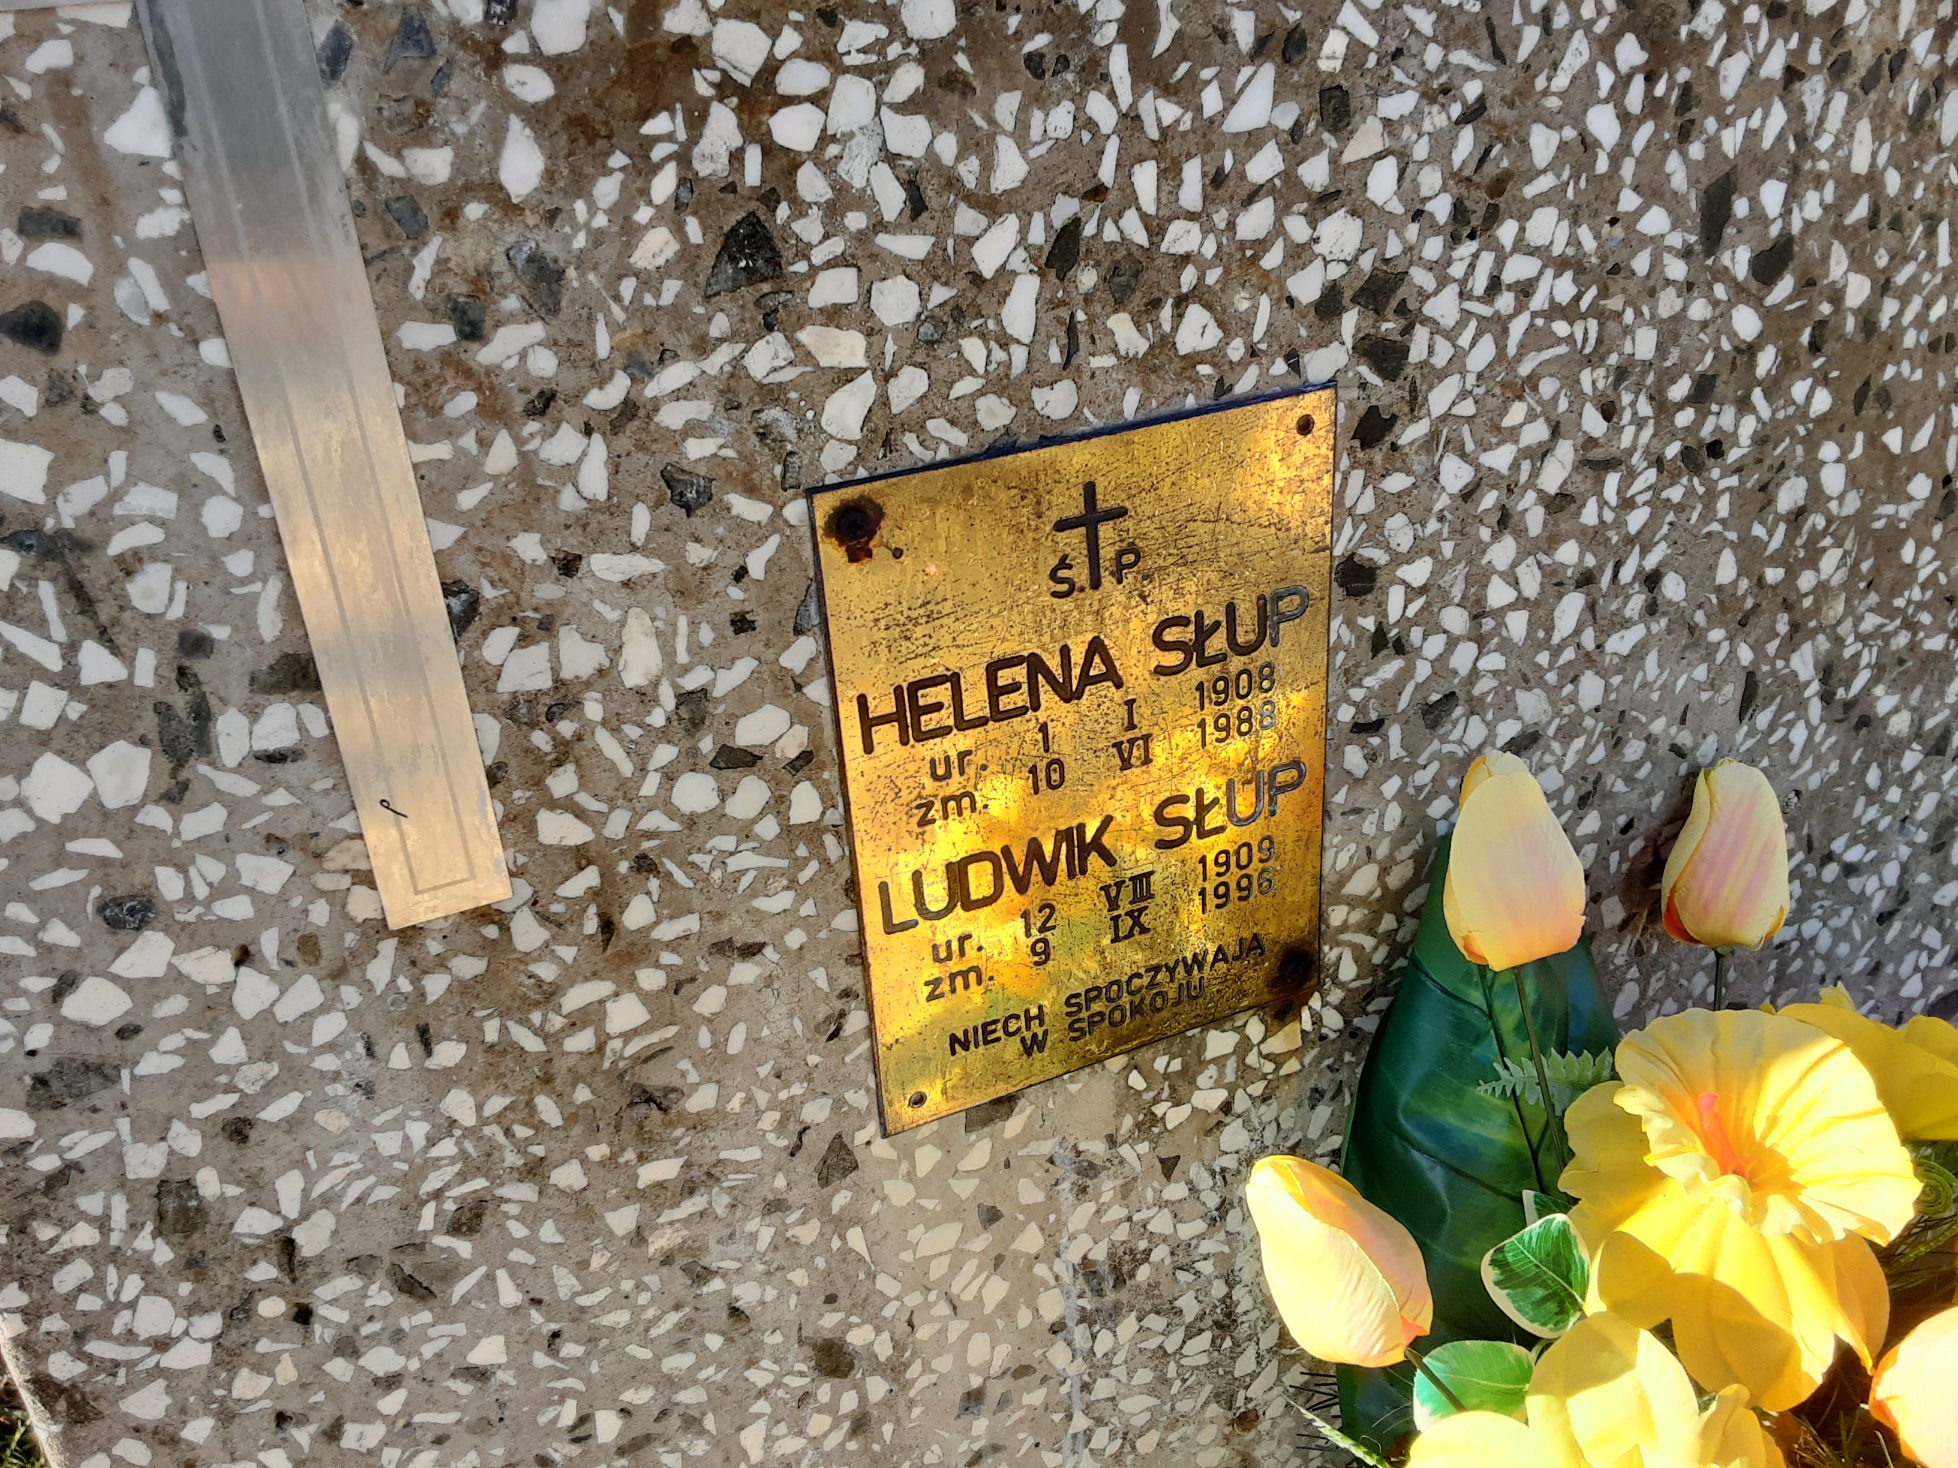 Ś. P.
HELENA SŁUP
ur. 1 I 1908
zm. 10 VI 1988
LUDWIK SŁUP
ur. 12 VIII 1909
zm. 9 IX 1996
NIECH SPOCZYWAJĄ
W SPOKOJU